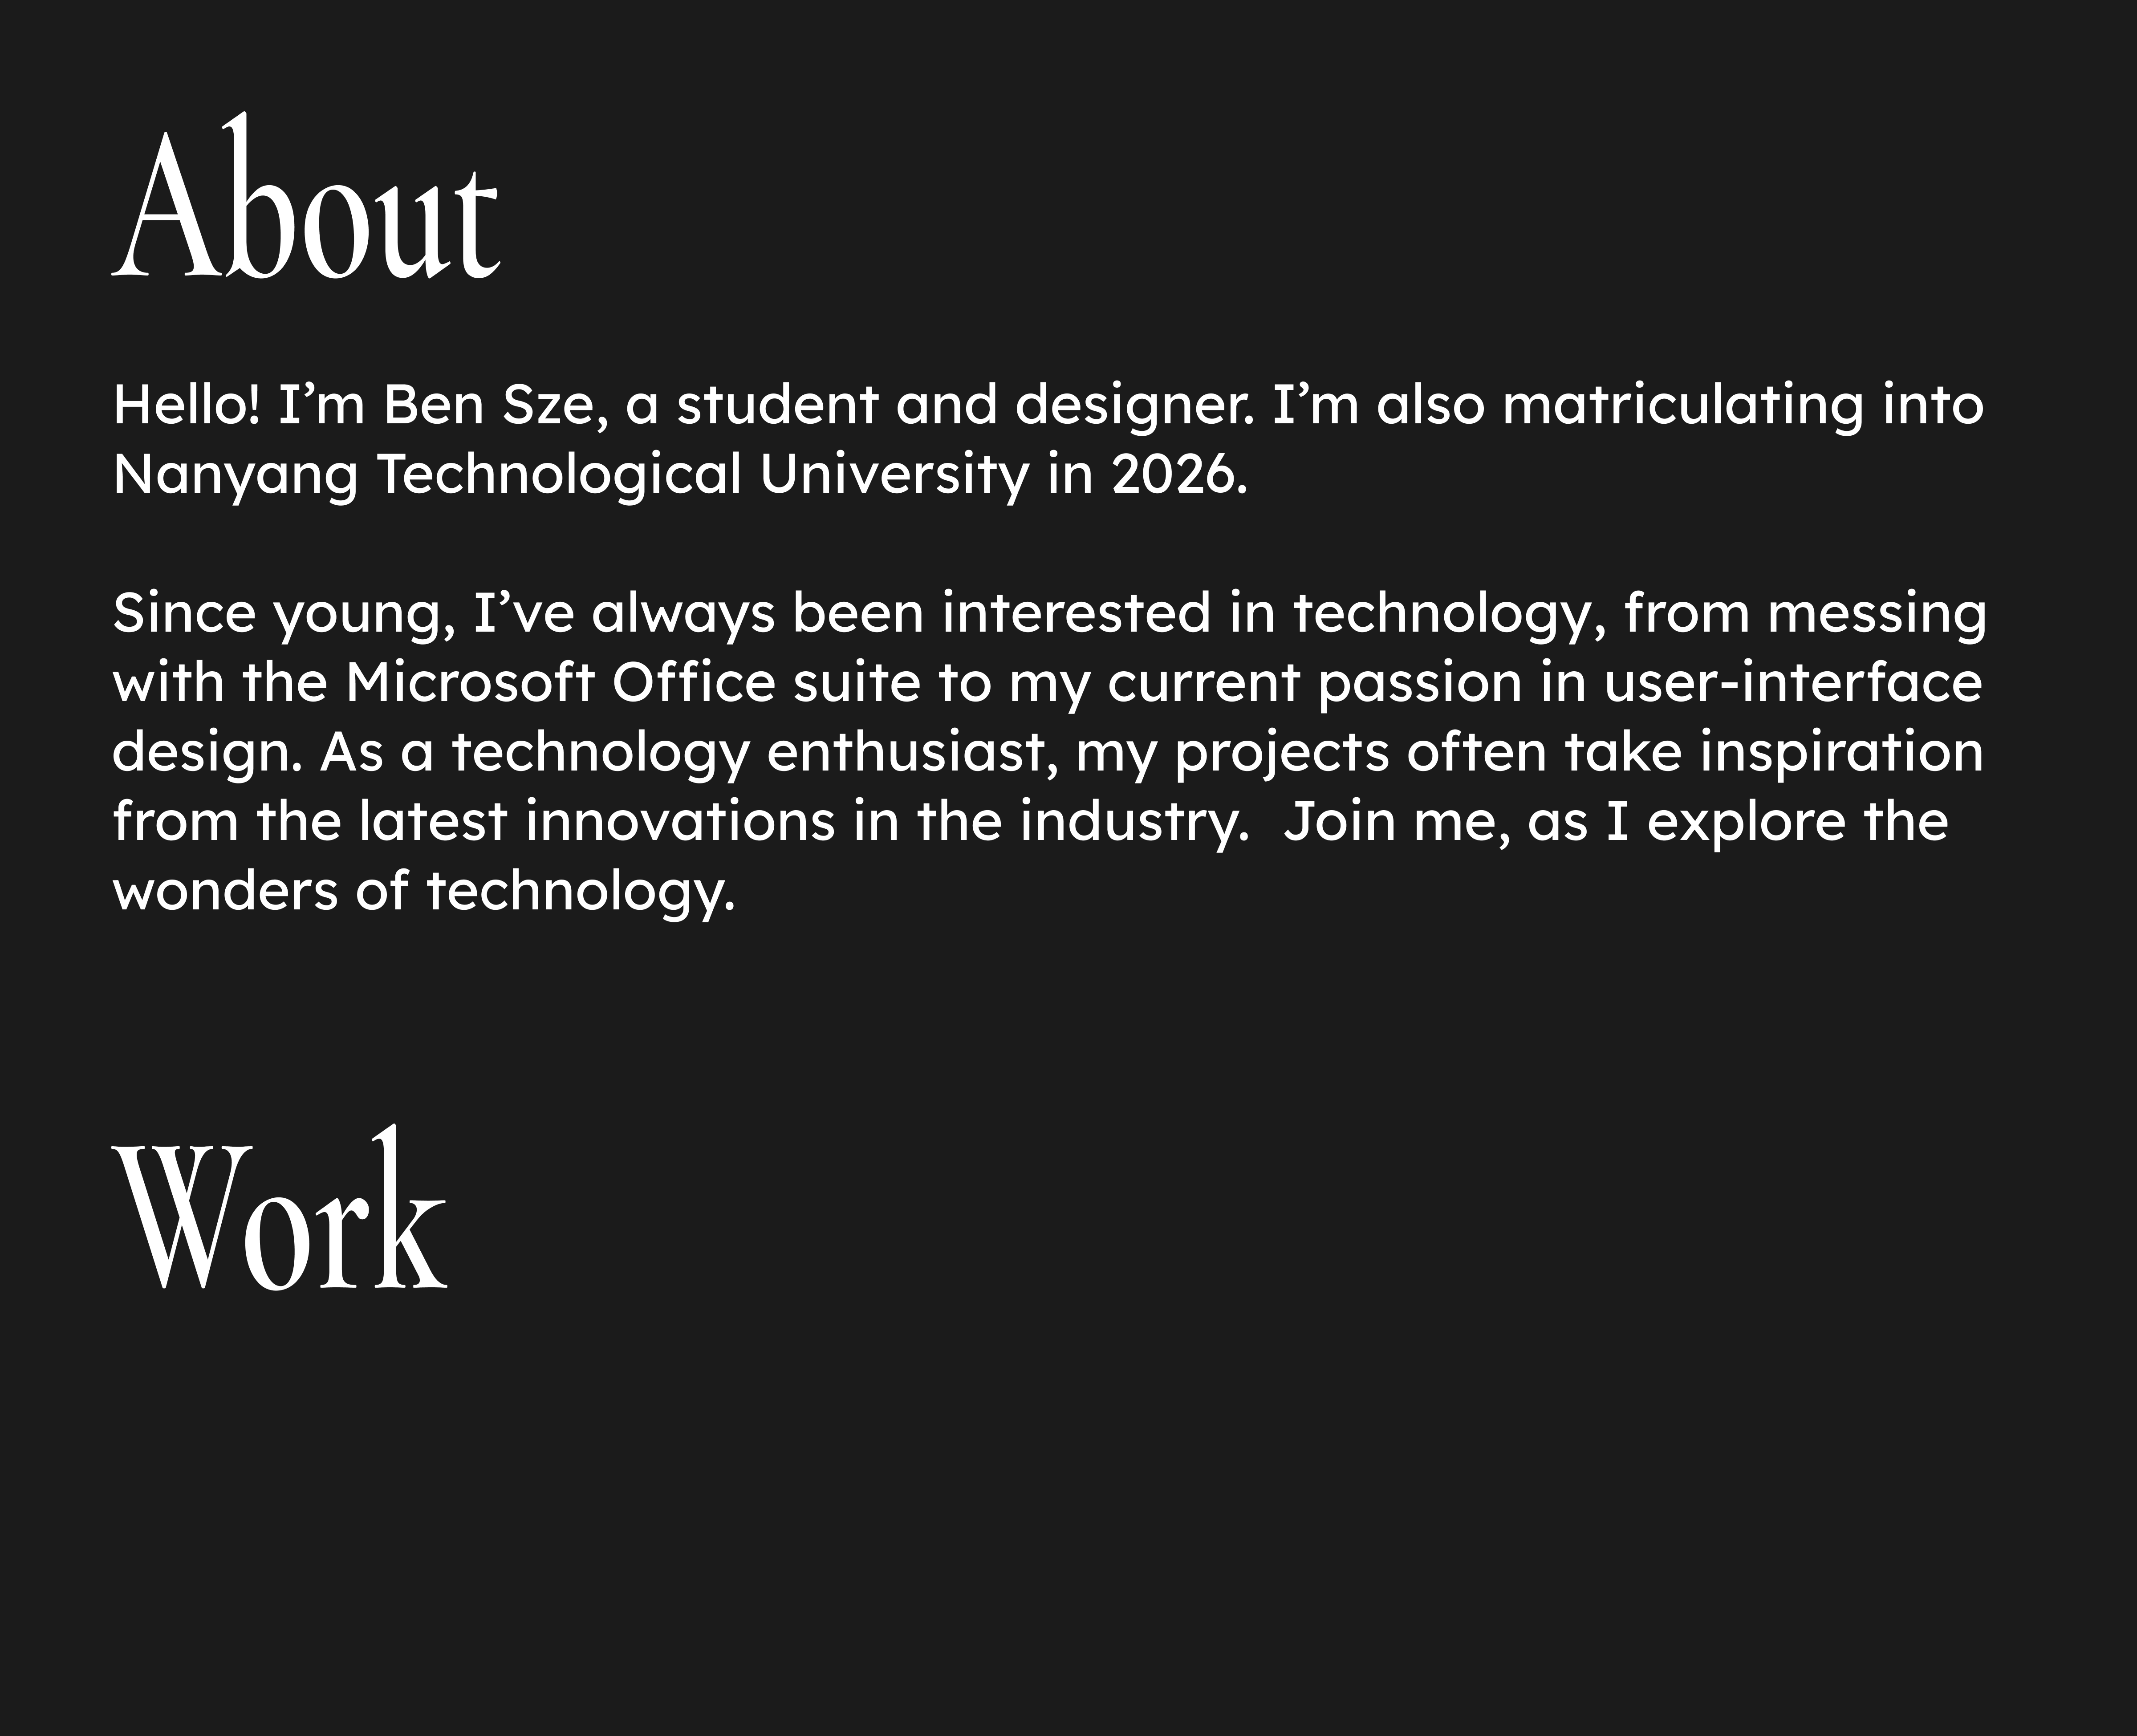 About
Hello! I’m Ben Sze, a student and designer. I’m also matriculating into
Nanyang Technological University in 2026.
Since young, I’ve always been interested in technology, from messing
with the Microsoft Office suite to my current passion in user-interface
design. As a technology enthusiast, my projects often take inspiration
from the latest innovations in the industry.  Join me, as I explore the
wonders of technology.
Work